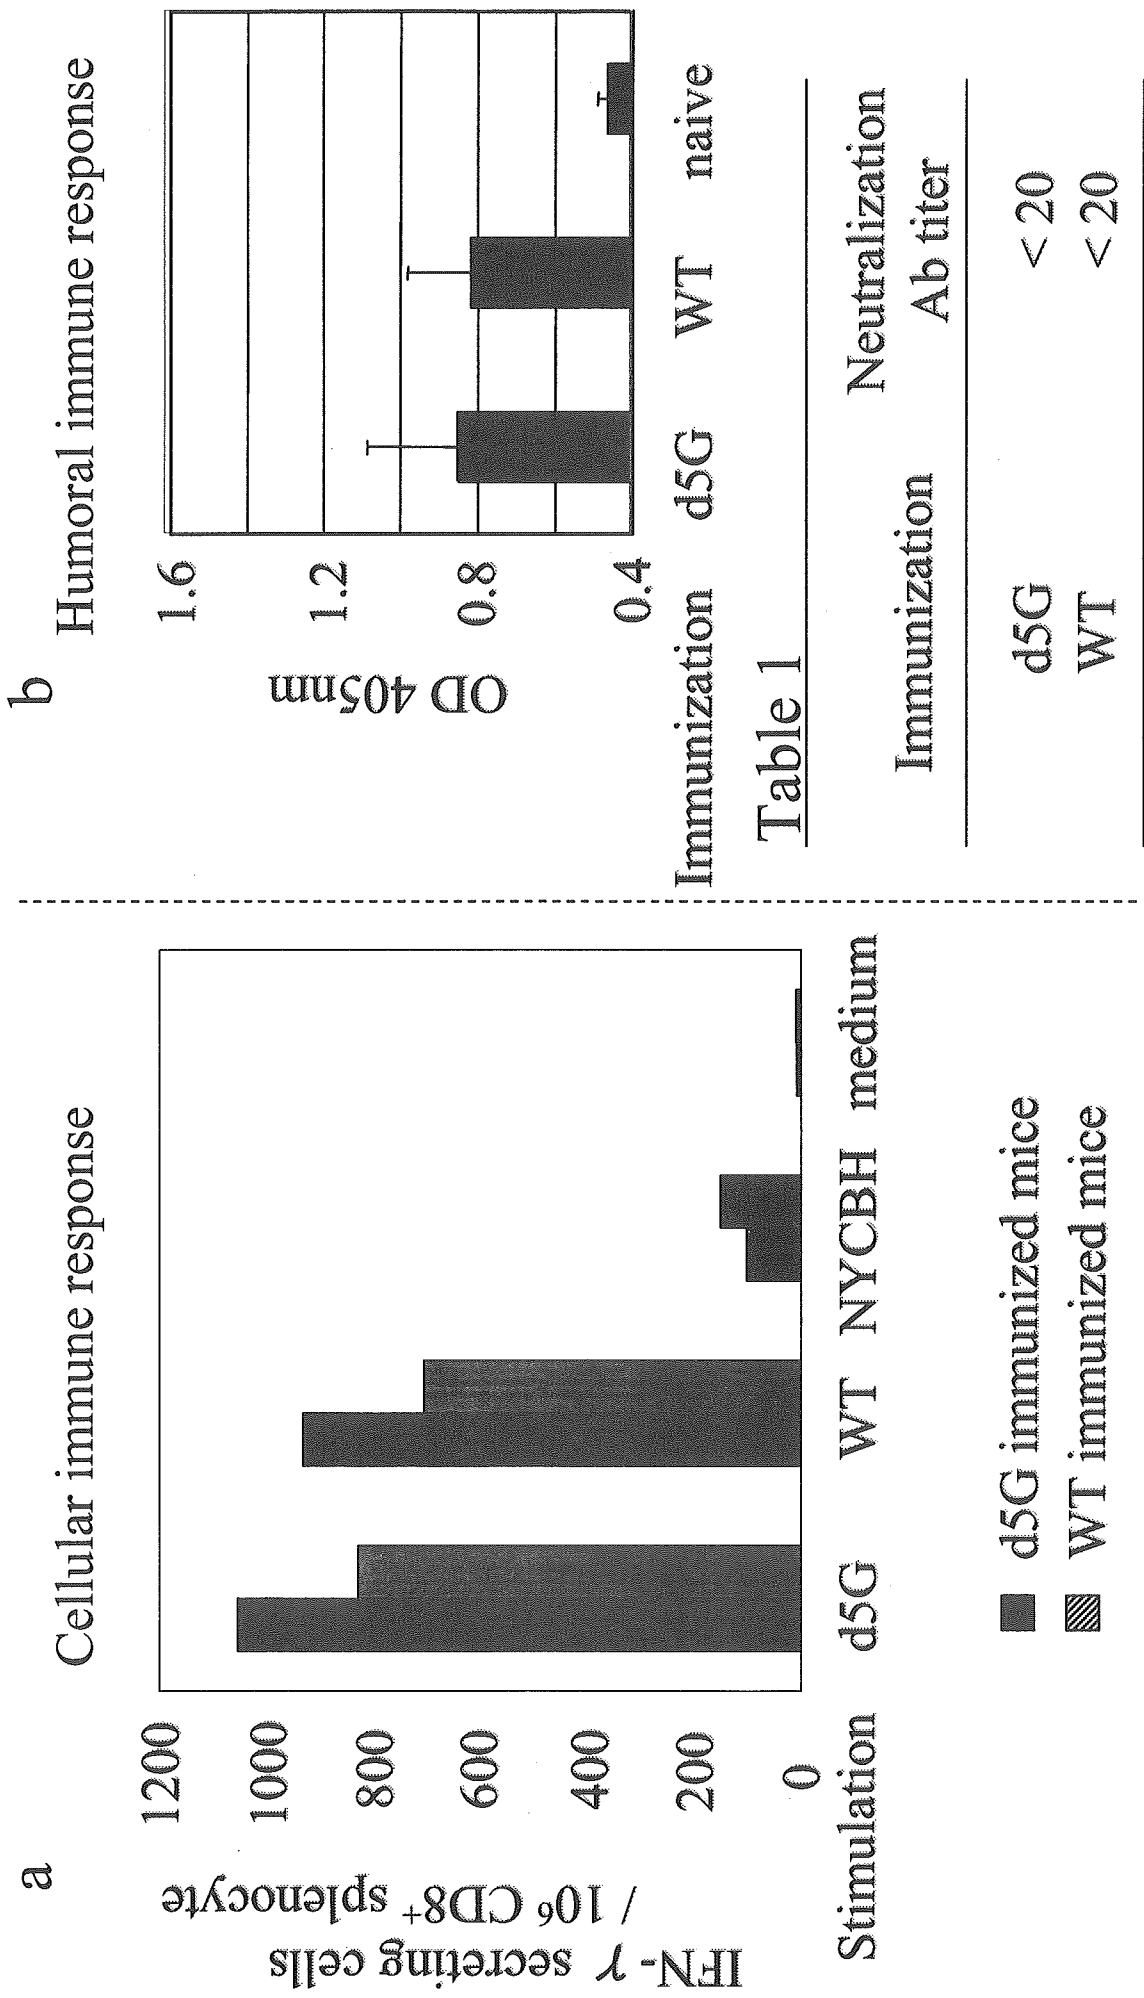 a
Cellular immune response
IFN-γ secreting cells
/ 10⁶ CD8⁺ splenocyte
1200
1000
800
600
400
200
0
Stimulation d5G WT NYCBH medium
d5G immunized mice
WT immunized mice
b
Humoral immune response
OD 405nm
1.6
1.2
0.8
0.4
Immunization d5G WT naive
Table 1
Immunization Neutralization
Ab titer
d5G < 20
WT < 20